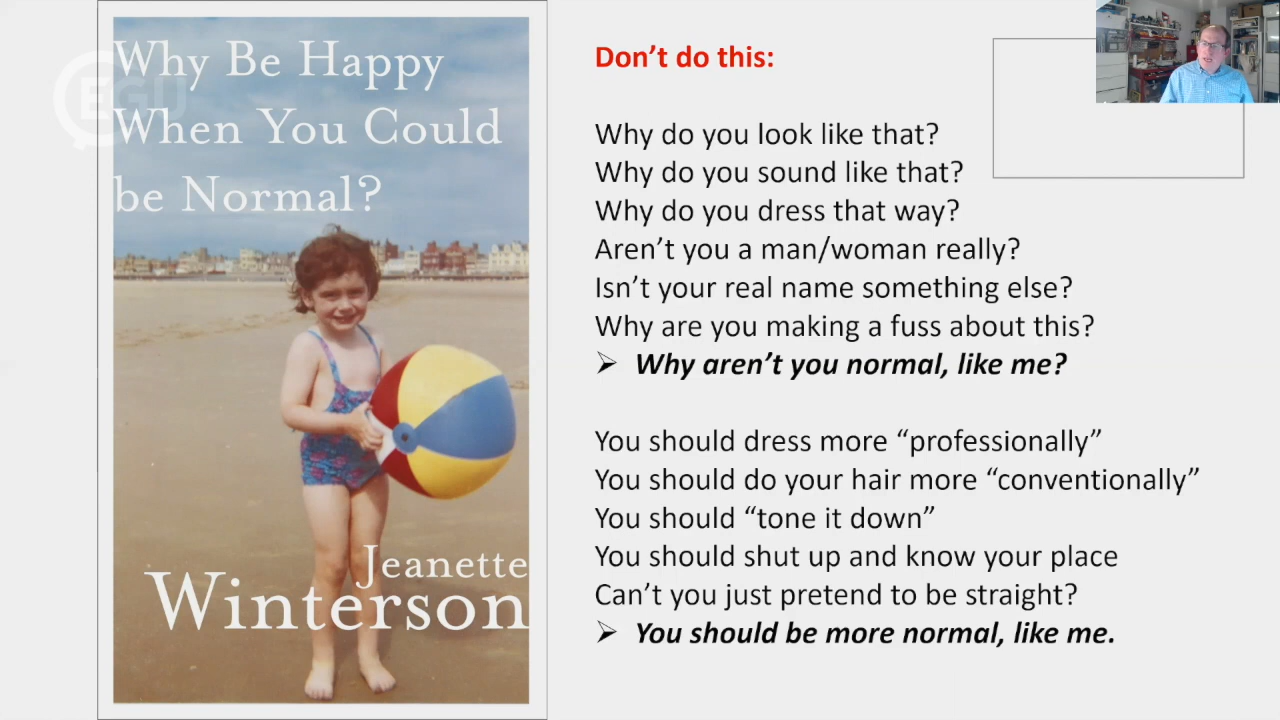 Why Be Happy
When You Could
be Normal?
Jeanette
Winterson
EGU
Don't do this:
Why do you look like that?
Why do you sound like that?
Why do you dress that way?
Aren't you a man/woman really?
Isn't your real name something else?
Why are you making a fuss about this?
➢ Why aren't you normal, like me?
You should dress more “professionally”
You should do your hair more “conventionally”
You should “tone it down”
You should shut up and know your place
Can't you just pretend to be straight?
➢ You should be more normal, like me.